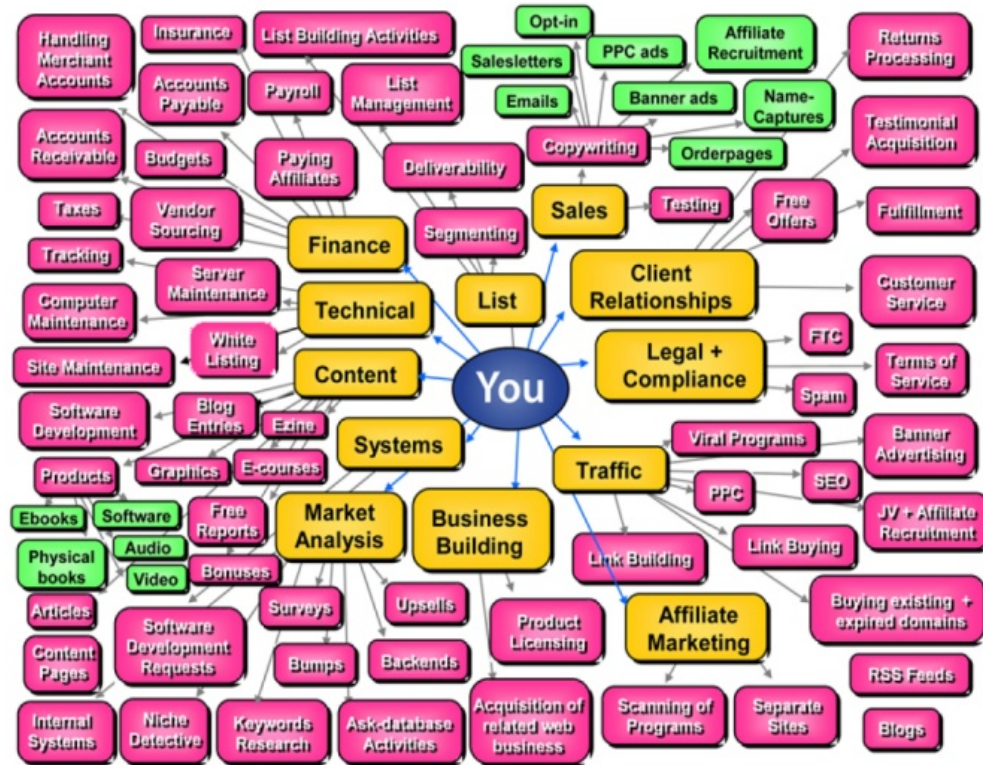 Handling
Merchant
Accounts
Insurance
List Building Activities
Opt-in
PPC ads
Affiliate
Recruitment
Returns
Processing
Salesletters
Accounts
Payable
Payroll
List
Management
Emails
Banner ads
Name-
Captures
Testimonial
Acquisition
Accounts
Receivable
Budgets
Paying
Affiliates
Deliverability
Copywriting
Orderpages
Taxes
Vendor
Sourcing
Finance
Segmenting
Sales
Testing
Free
Offers
Fulfillment
Tracking
Server
Maintenance
Technical
List
Client
Relationships
Customer
Service
Computer
Maintenance
White
Listing
Site Maintenance
Content
You
Legal +
Compliance
FTC
Terms of
Service
Spam
Software
Development
Blog
Entries
Ezine
Systems
Traffic
Viral Programs
Banner
Advertising
Products
Graphics
E-courses
PPC
SEO
Ebooks
Software
Free
Reports
Market
Analysis
Business
Building
Link Building
Link Buying
JV + Affiliate
Recruitment
Physical
books
Audio
Video
Bonuses
Articles
Software
Development
Requests
Surveys
Upsells
Product
Licensing
Affiliate
Marketing
Buying existing +
expired domains
Content
Pages
Bumps
Backends
RSS Feeds
Internal
Systems
Niche
Detective
Keywords
Research
Ask-database
Activities
Acquisition of
related web
business
Scanning of
Programs
Separate
Sites
Blogs